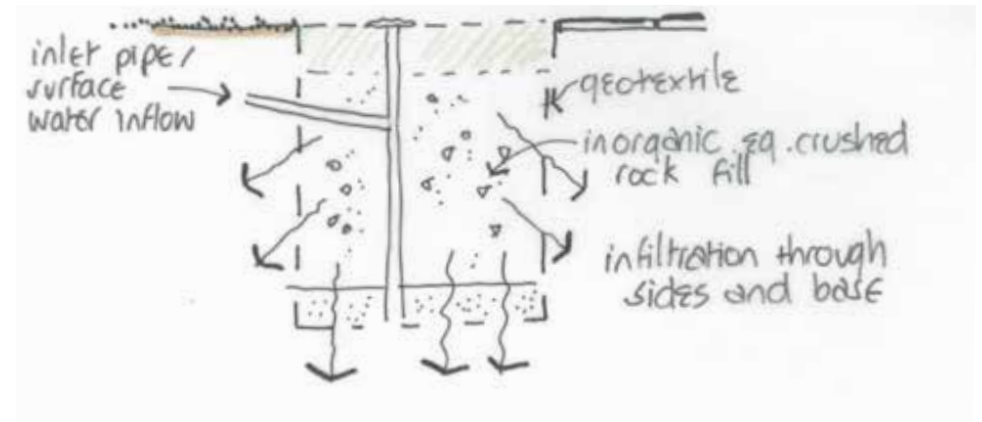 inlet pipe/
surface
water inflow
geotextile
inorganic eg. crushed
rock fill
infiltration through
sides and base